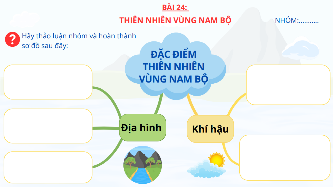 BÀI 24:
THIÊN NHIÊN VÙNG NAM BỘ
NHÓM:...........
?
Hãy thảo luận nhóm và hoàn thành
sơ đồ sau đây:
ĐẶC ĐIỂM
THIÊN NHIÊN
VÙNG NAM BỘ
Địa hình
Khí hậu